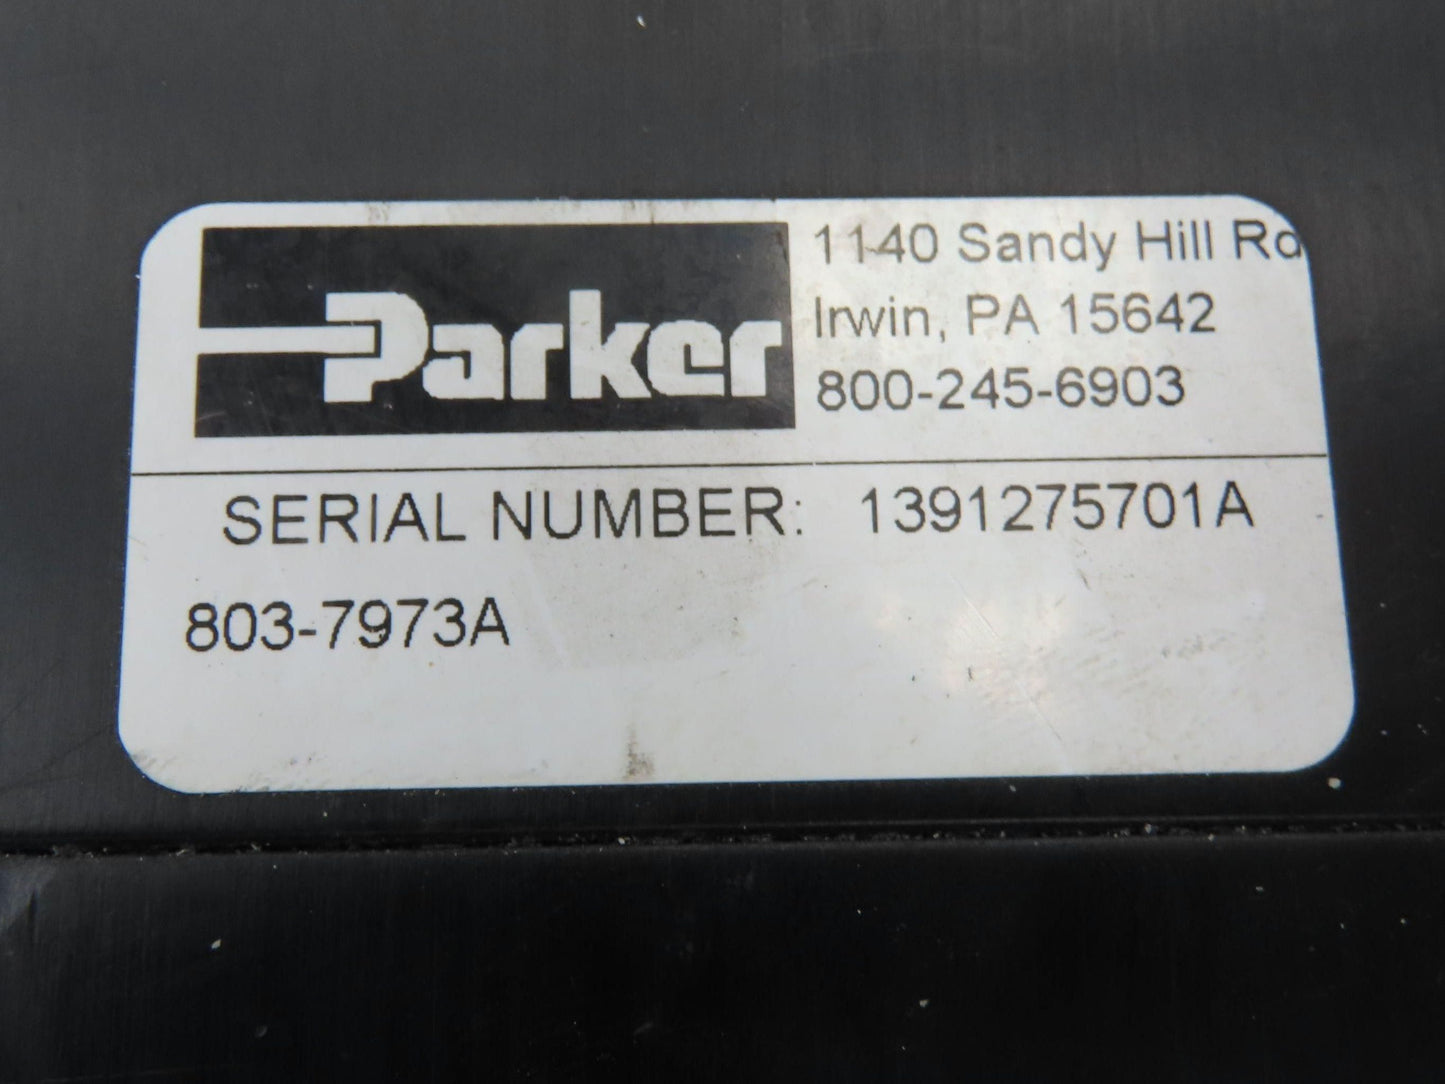 Parker
1140 Sandy Hill Rd
Irwin, PA 15642
800-245-6903
SERIAL NUMBER: 1391275701A
803-7973A